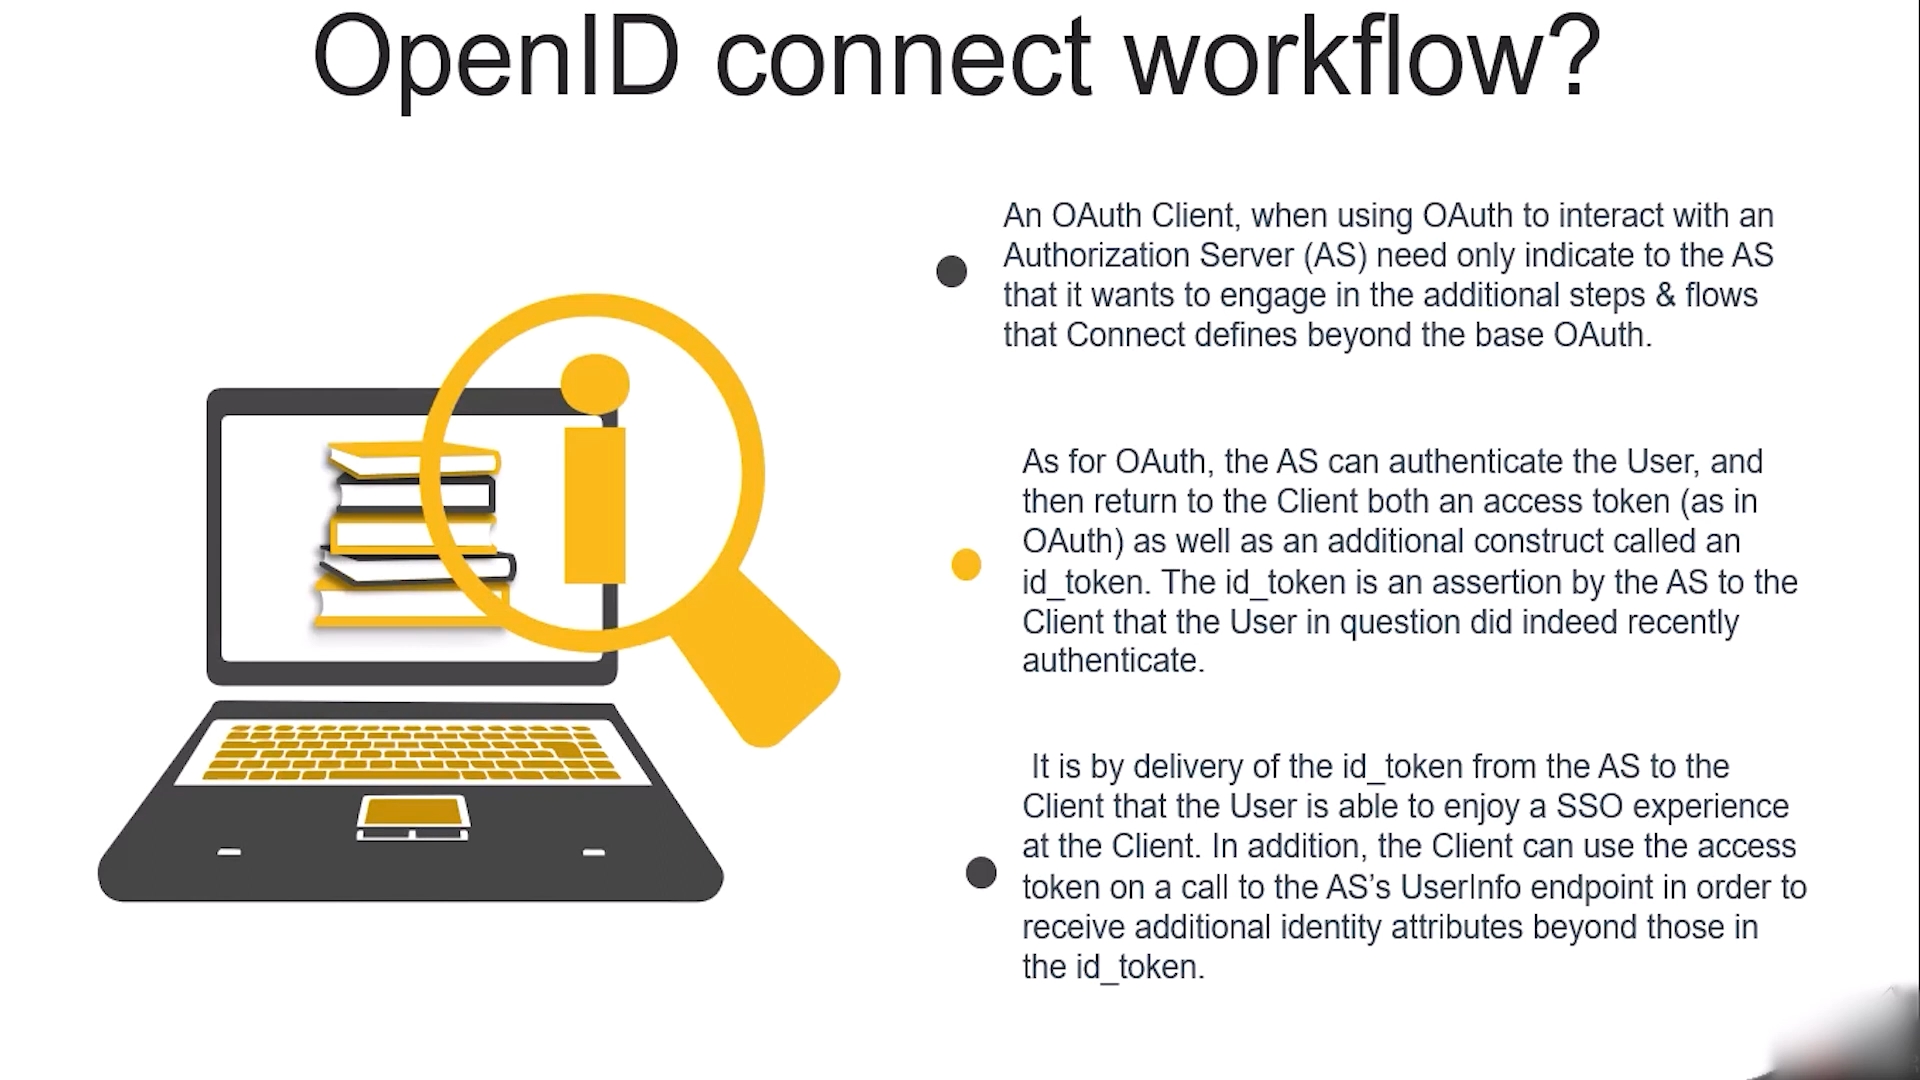 OpenID connect workflow?
An OAuth Client, when using OAuth to interact with an
Authorization Server (AS) need only indicate to the AS
that it wants to engage in the additional steps & flows
that Connect defines beyond the base OAuth.
As for OAuth, the AS can authenticate the User, and
then return to the Client both an access token (as in
OAuth) as well as an additional construct called an
id_token. The id_token is an assertion by the AS to the
Client that the User in question did indeed recently
authenticate.
It is by delivery of the id_token from the AS to the
Client that the User is able to enjoy a SSO experience
at the Client. In addition, the Client can use the access
token on a call to the AS’s UserInfo endpoint in order to
receive additional identity attributes beyond those in
the id_token.